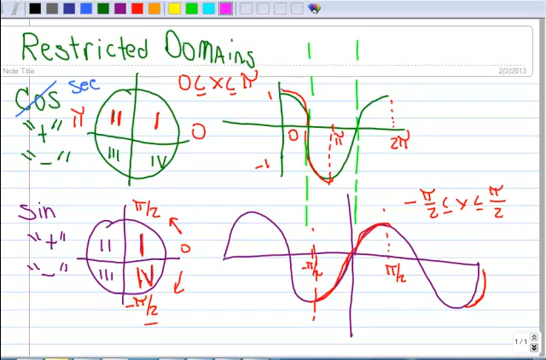 Restricted Domains
Note Title
2/2/2013
Cos sec
0 ≤ x ≤ π
"+"
"-"
π
II I
III IV
0
1
0
π
2π
-1
Sin
"+"
"-"
π/2
II I
III IV
0
-π/2
-π/2 ≤ x ≤ π/2
-π/2
π/2
Sin
1/1